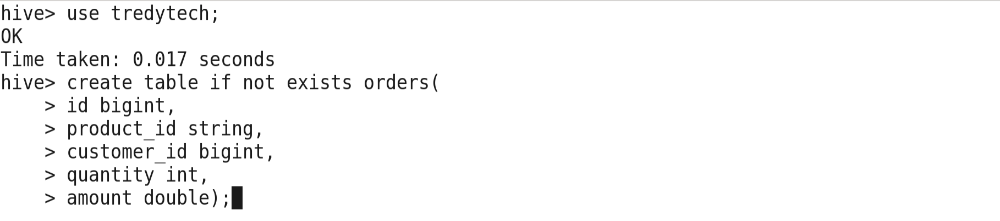 hive> use tredytech;
OK
Time taken: 0.017 seconds
hive> create table if not exists orders(
    > id bigint,
    > product_id string,
    > customer_id bigint,
    > quantity int,
    > amount double);